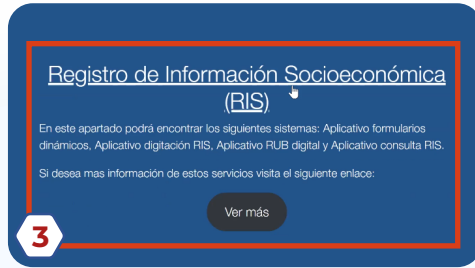 Registro de Información Socioeconómica
(RIS)
En este apartado podrá encontrar los siguientes sistemas: Aplicativo formularios
dinámicos, Aplicativo digitación RIS, Aplicativo RUB digital y Aplicativo consulta RIS.
Si desea mas información de estos servicios visita el siguiente enlace:
Ver más
3